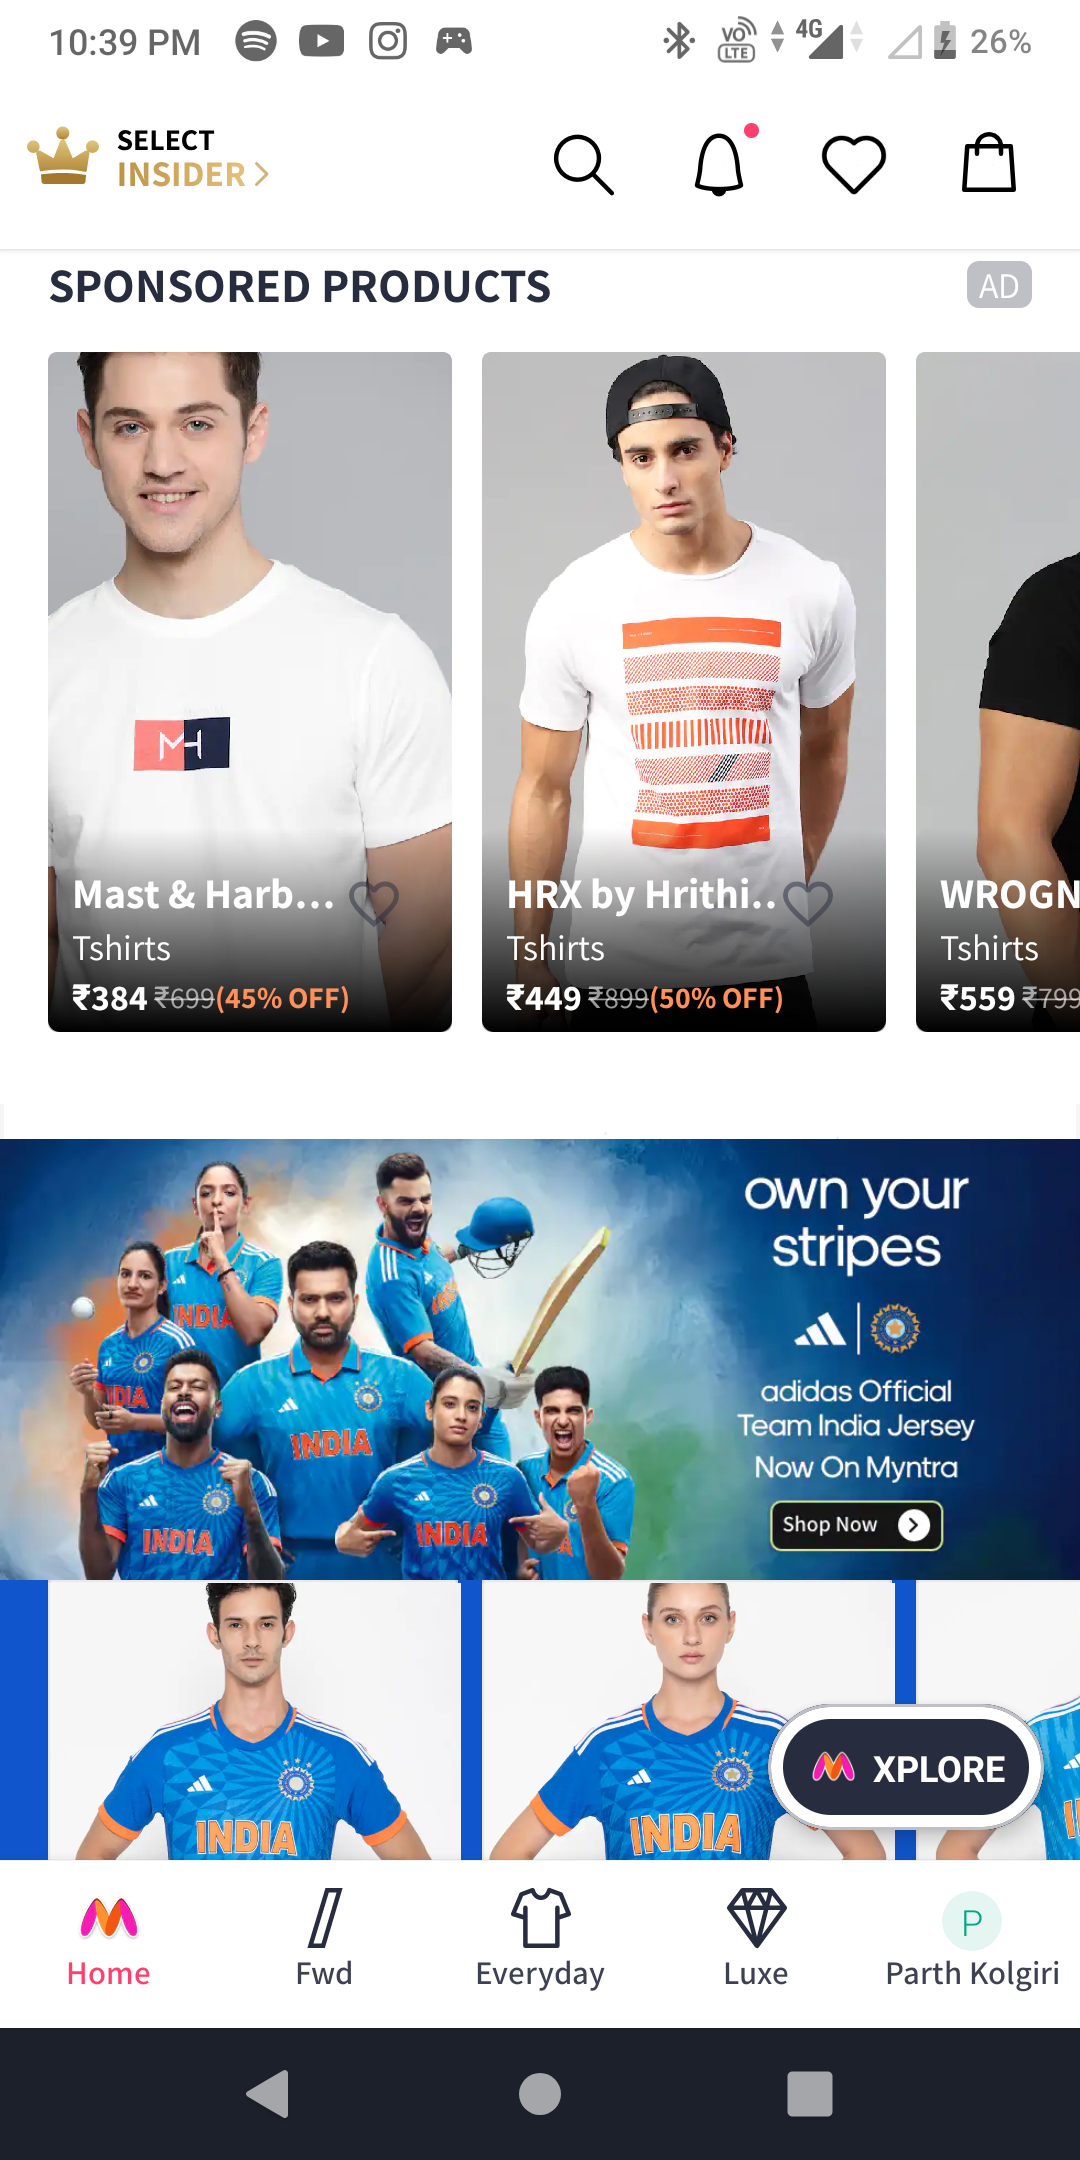 10:39 PM
VO LTE 4G 26%
SELECT
INSIDER
SPONSORED PRODUCTS
AD
Mast & Harb...
Tshirts
₹384 ₹699(45% OFF)
HRX by Hrithi..
Tshirts
₹449 ₹899(50% OFF)
WROGN
Tshirts
₹559 ₹799
own your
stripes
adidas Official
Team India Jersey
Now On Myntra
Shop Now
INDIA
INDIA
INDIA
INDIA
INDIA
INDIA
XPLORE
Home
Fwd
Everyday
Luxe
P
Parth Kolgiri